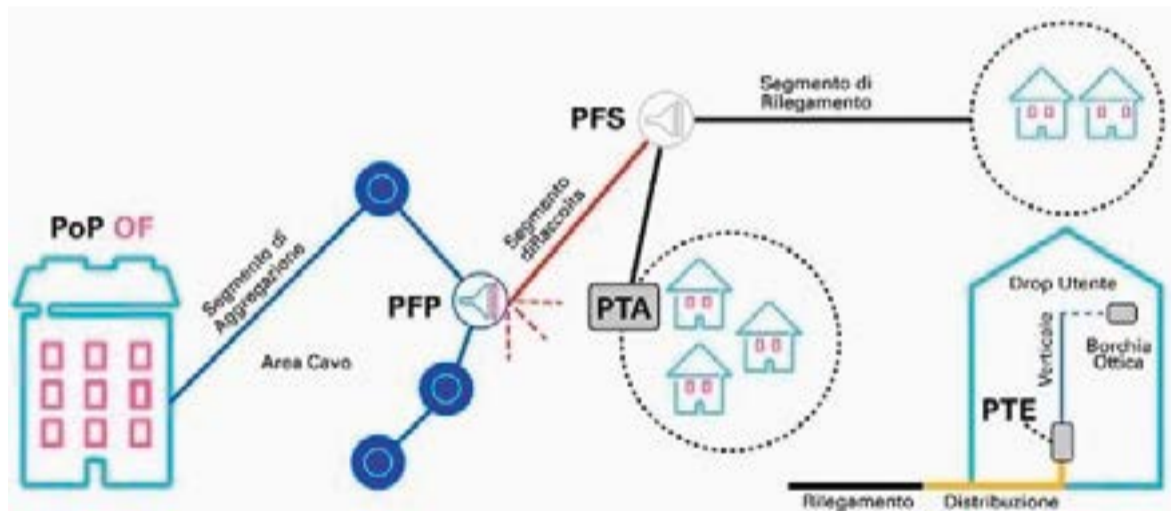 Segmento di
Rilegamento
PFS
Segmento
diRaccolta
PoP OF
Segmento di
Aggregazione
Drop Utente
PFP
PTA
Verticale
Borchia
Ottica
Area Cavo
PTE
Rilegamento
Distribuzione